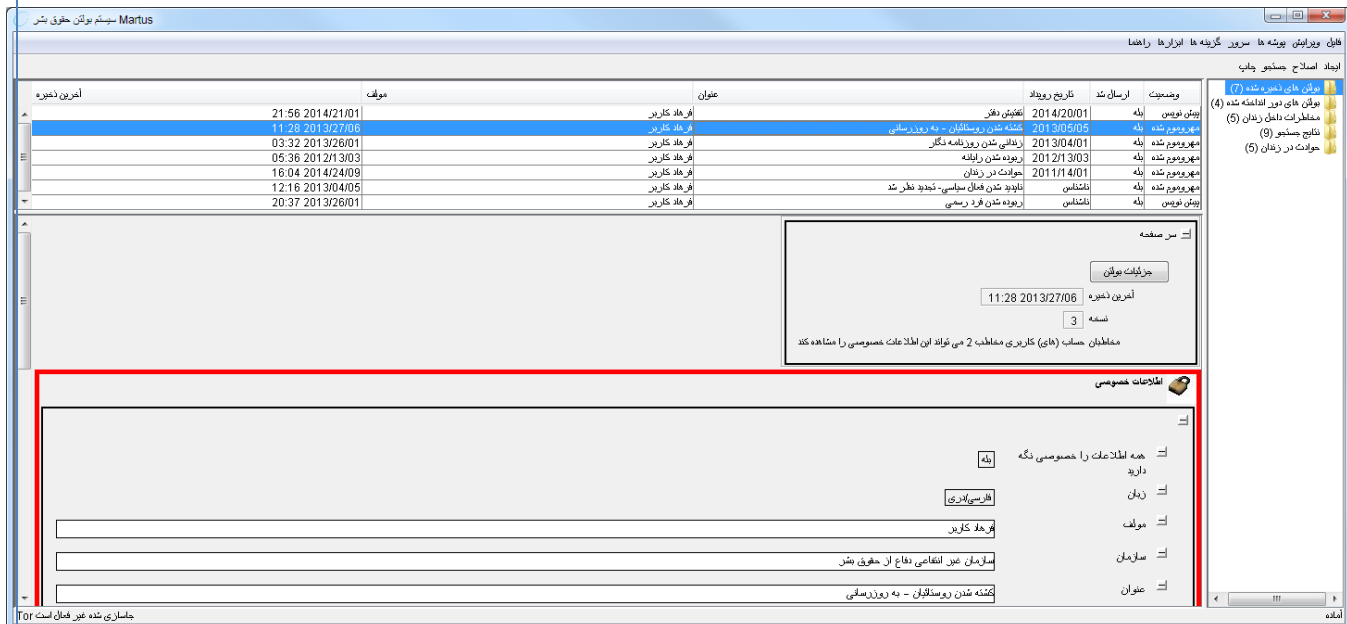 Martus سیستم بولتن حقوق بشر
فایل ویرایش پوشه ها سرور گزینه ها ابزارها راهنما
ایجاد اصلاح جستجو چاپ
بولتن های ذخیره شده (7)
بولتن های دور انداخته شده (4)
مخاطرات داخل زندان (5)
نتایج جستجو (9)
حوادث در زندان (5)
وضعیت ارسال شد تاریخ رویداد عنوان مولف آخرین ذخیره
پیش نویس بله 2014/20/01 تفتیش دفتر فرهاد کاربر 21:56 2014/21/01
مهروموم شده بله 2013/05/05 کشته شدن روستائیان - به روزرسانی فرهاد کاربر 11:28 2013/27/06
مهروموم شده بله 2013/04/01 زندانی شدن روزنامه نگار فرهاد کاربر 03:32 2013/26/01
مهروموم شده بله 2012/13/03 ربوده شدن رایانه فرهاد کاربر 05:36 2012/13/03
مهروموم شده بله 2011/14/01 حوادث در زندان فرهاد کاربر 16:04 2014/24/09
مهروموم شده بله ناشناس ناپدید شدن فعال سیاسی- تجدید نظر شد فرهاد کاربر 12:16 2013/04/05
پیش نویس بله ناشناس ربوده شدن فرد رسمی فرهاد کاربر 20:37 2013/26/01
سر صفحه
جزئیات بولتن
آخرین ذخیره 11:28 2013/27/06
نسخه 3
مخاطبان حساب (های) کاربری مخاطب 2 می تواند این اطلاعات خصوصی را مشاهده کند
اطلاعات خصوصی
همه اطلاعات را خصوصی نگه دارید بله
زبان فارسی/دری
مولف فرهاد کاربر
سازمان سازمان غیر انتفاعی دفاع از حقوق بشر
عنوان کشته شدن روستائیان - به روزرسانی
آماده
جاسازی شده غیر فعال است Tor